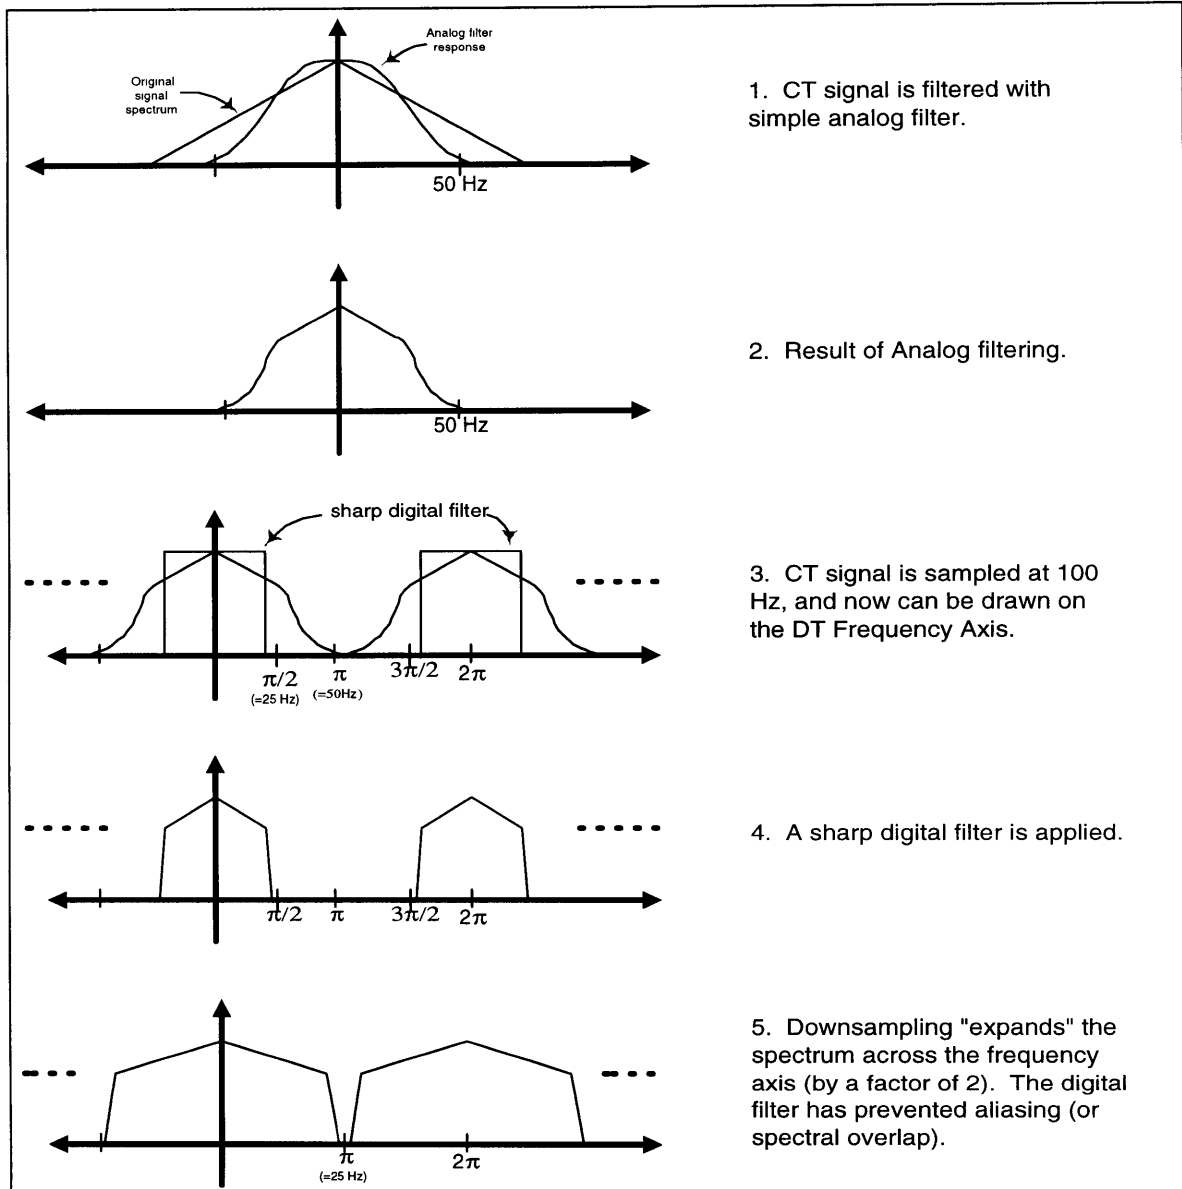 Analog filter
response
Original
signal
spectrum
50 Hz
1. CT signal is filtered with
simple analog filter.
50 Hz
2. Result of Analog filtering.
sharp digital filter
π/2
(=25 Hz)
π
(=50Hz)
3π/2
2π
3. CT signal is sampled at 100
Hz, and now can be drawn on
the DT Frequency Axis.
π/2
π
3π/2
2π
4. A sharp digital filter is applied.
π
(=25 Hz)
2π
5. Downsampling "expands" the
spectrum across the frequency
axis (by a factor of 2). The digital
filter has prevented aliasing (or
spectral overlap).